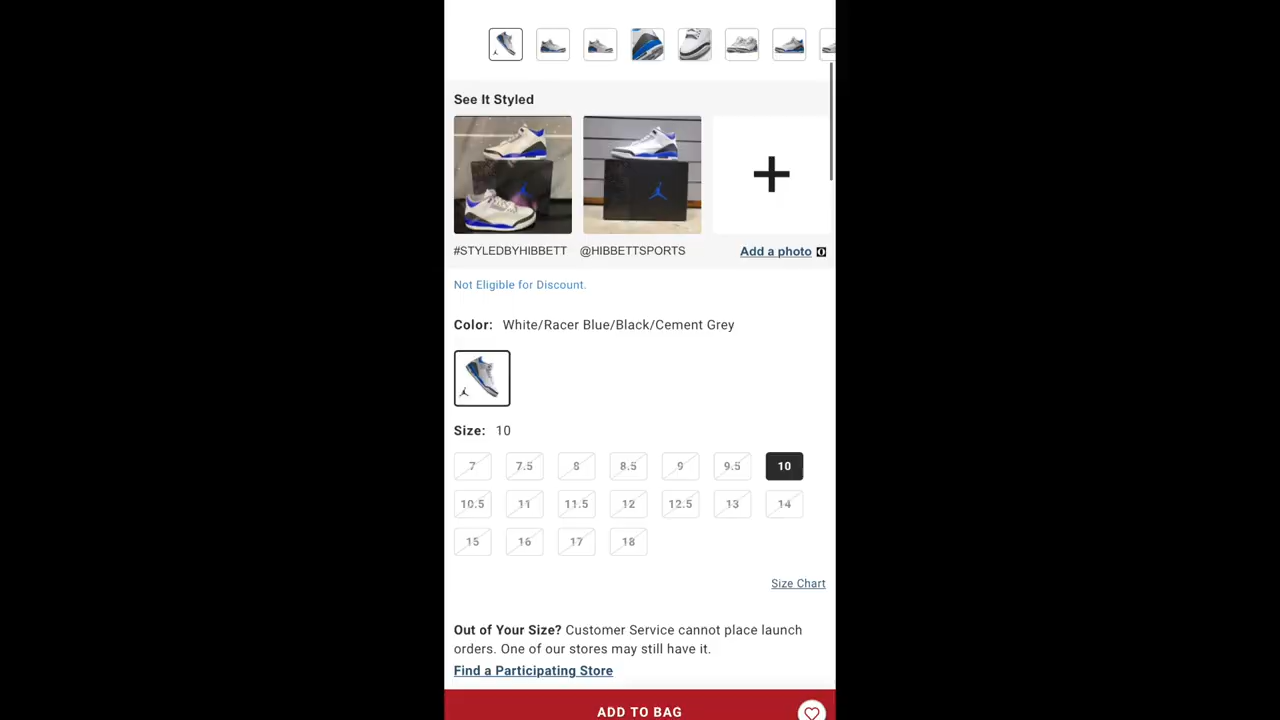 See It Styled
#STYLEDBYHIBBETT @HIBBETTSPORTS Add a photo
Not Eligible for Discount.
Color: White/Racer Blue/Black/Cement Grey
Size: 10
7 7.5 8 8.5 9 9.5 10
10.5 11 11.5 12 12.5 13 14
15 16 17 18
Size Chart
Out of Your Size? Customer Service cannot place launch
orders. One of our stores may still have it.
Find a Participating Store
ADD TO BAG